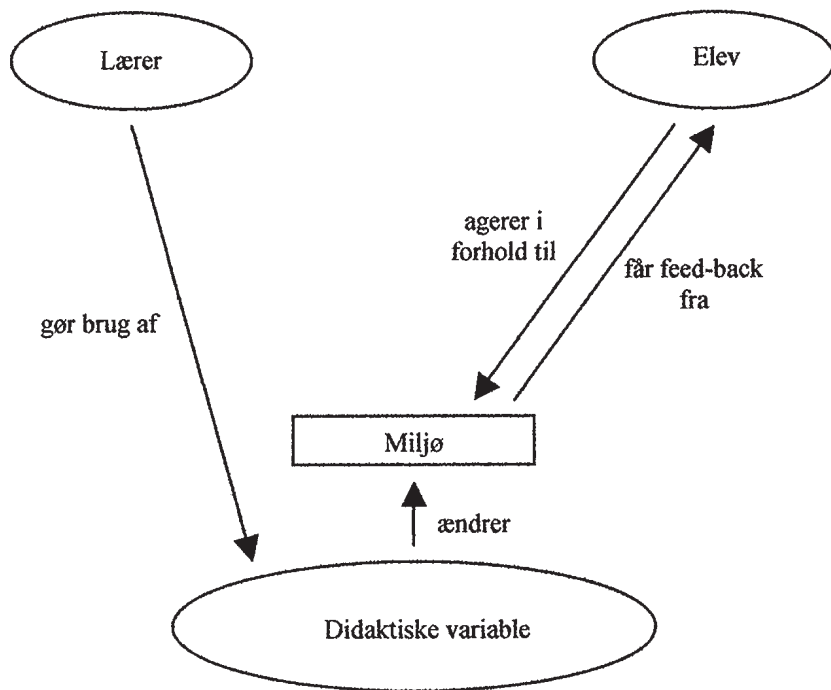 Lærer
Elev
agerer i
forhold til
får feed-back
fra
gør brug af
Miljø
ændrer
Didaktiske variable